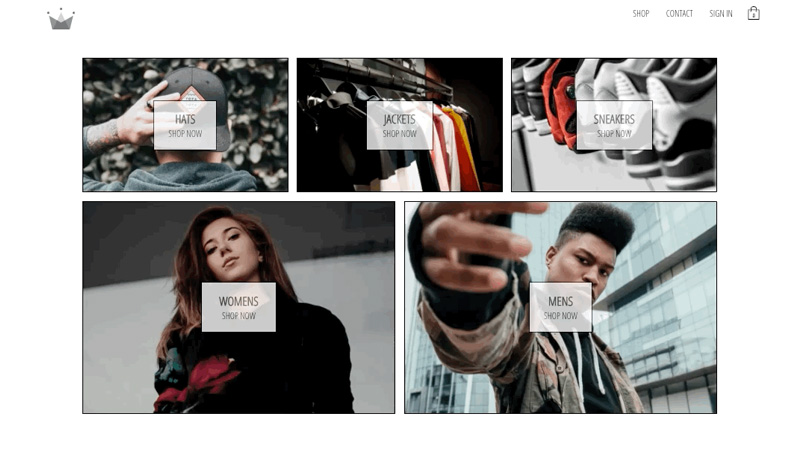 SHOP CONTACT SIGN IN
HATS
SHOP NOW
JACKETS
SHOP NOW
SNEAKERS
SHOP NOW
WOMENS
SHOP NOW
MENS
SHOP NOW